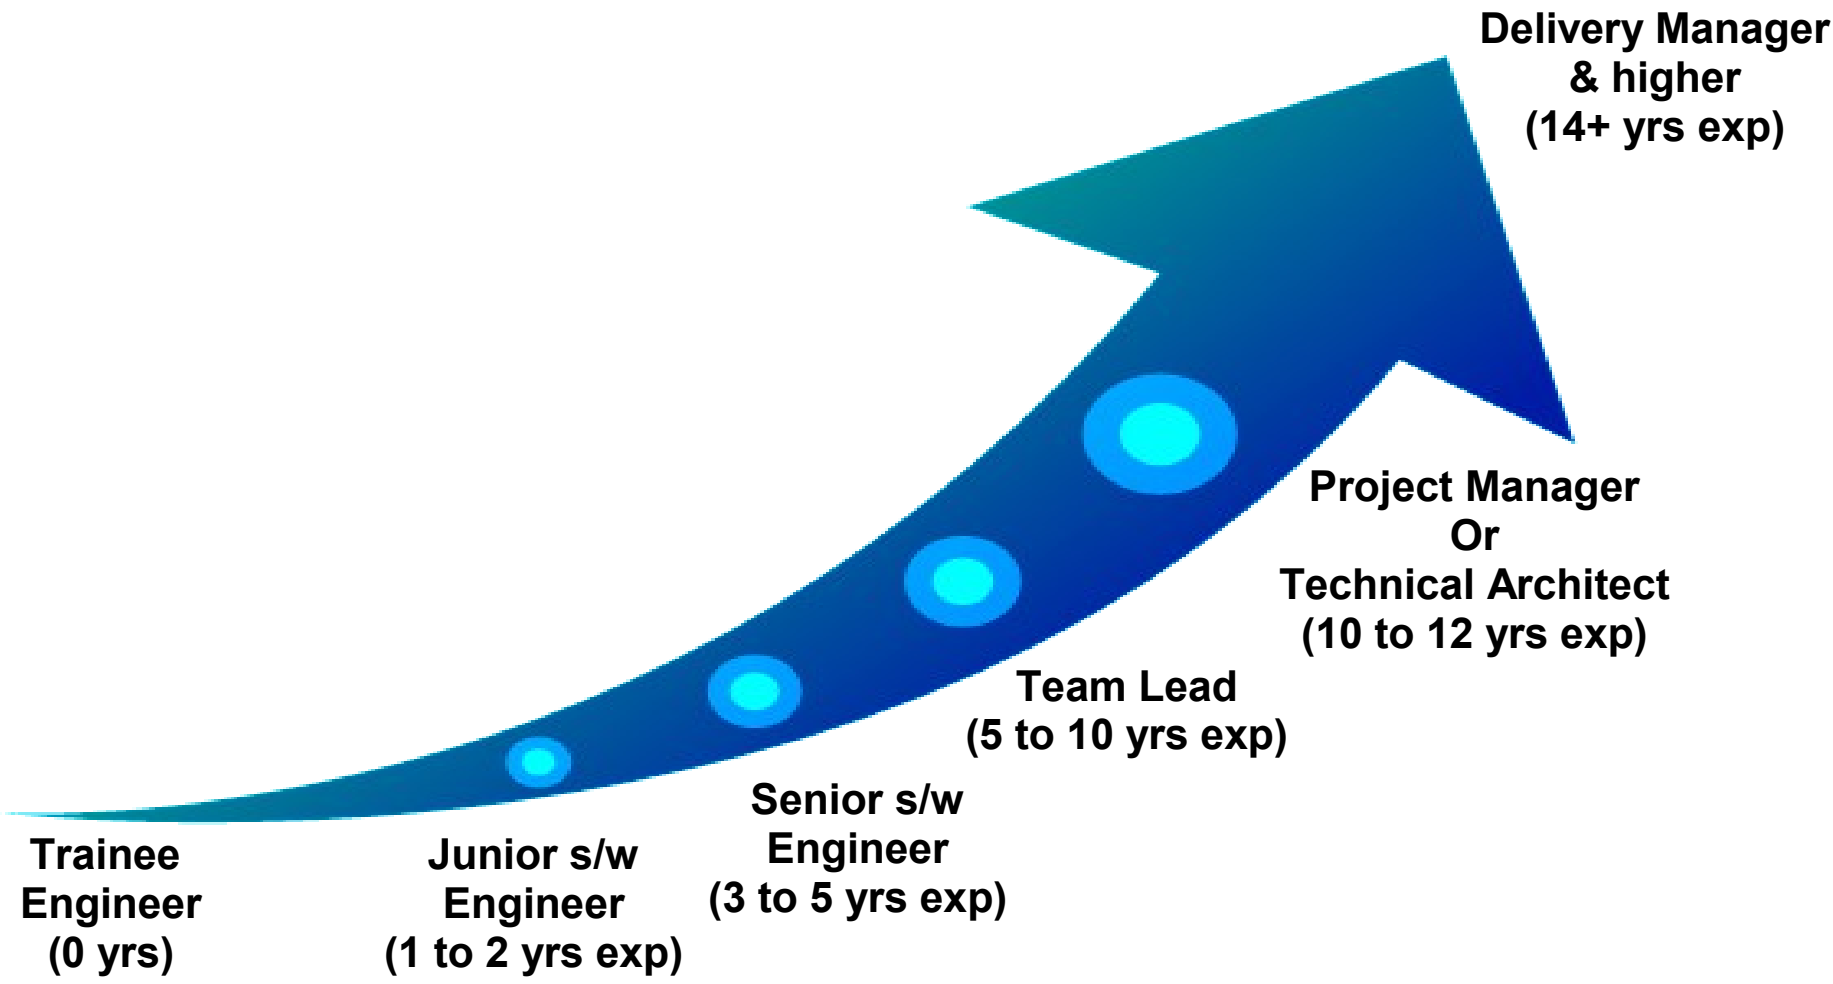 Delivery Manager
& higher
(14+ yrs exp)
Project Manager
Or
Technical Architect
(10 to 12 yrs exp)
Team Lead
(5 to 10 yrs exp)
Senior s/w
Engineer
(3 to 5 yrs exp)
Junior s/w
Engineer
(1 to 2 yrs exp)
Trainee
Engineer
(0 yrs)